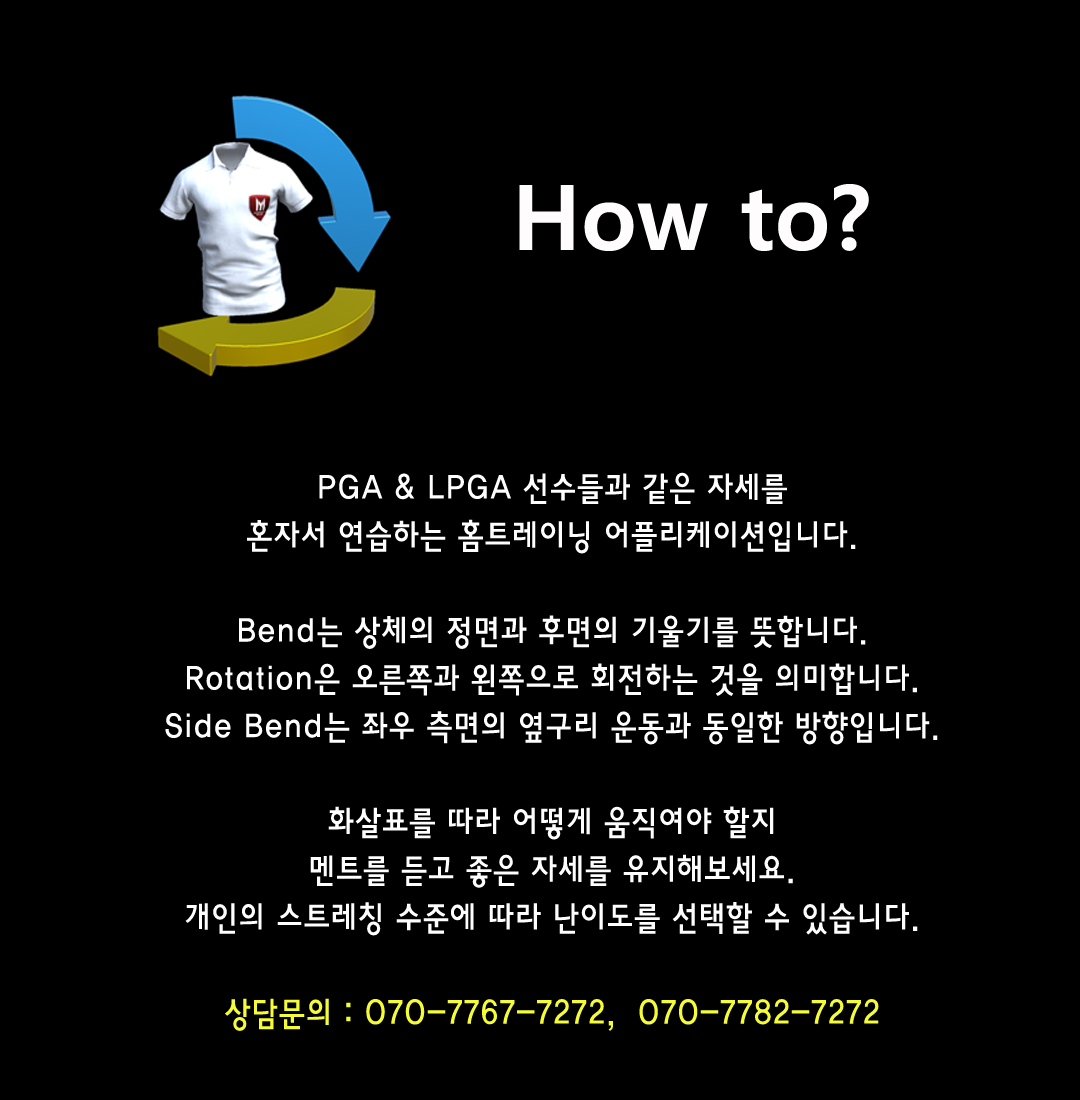 How to?
PGA & LPGA 선수들과 같은 자세를
혼자서 연습하는 홈트레이닝 어플리케이션입니다.
Bend는 상체의 정면과 후면의 기울기를 뜻합니다.
Rotation은 오른쪽과 왼쪽으로 회전하는 것을 의미합니다.
Side Bend는 좌우 측면의 옆구리 운동과 동일한 방향입니다.
화살표를 따라 어떻게 움직여야 할지
멘트를 듣고 좋은 자세를 유지해보세요.
개인의 스트레칭 수준에 따라 난이도를 선택할 수 있습니다.
상담문의 : 070-7767-7272, 070-7782-7272